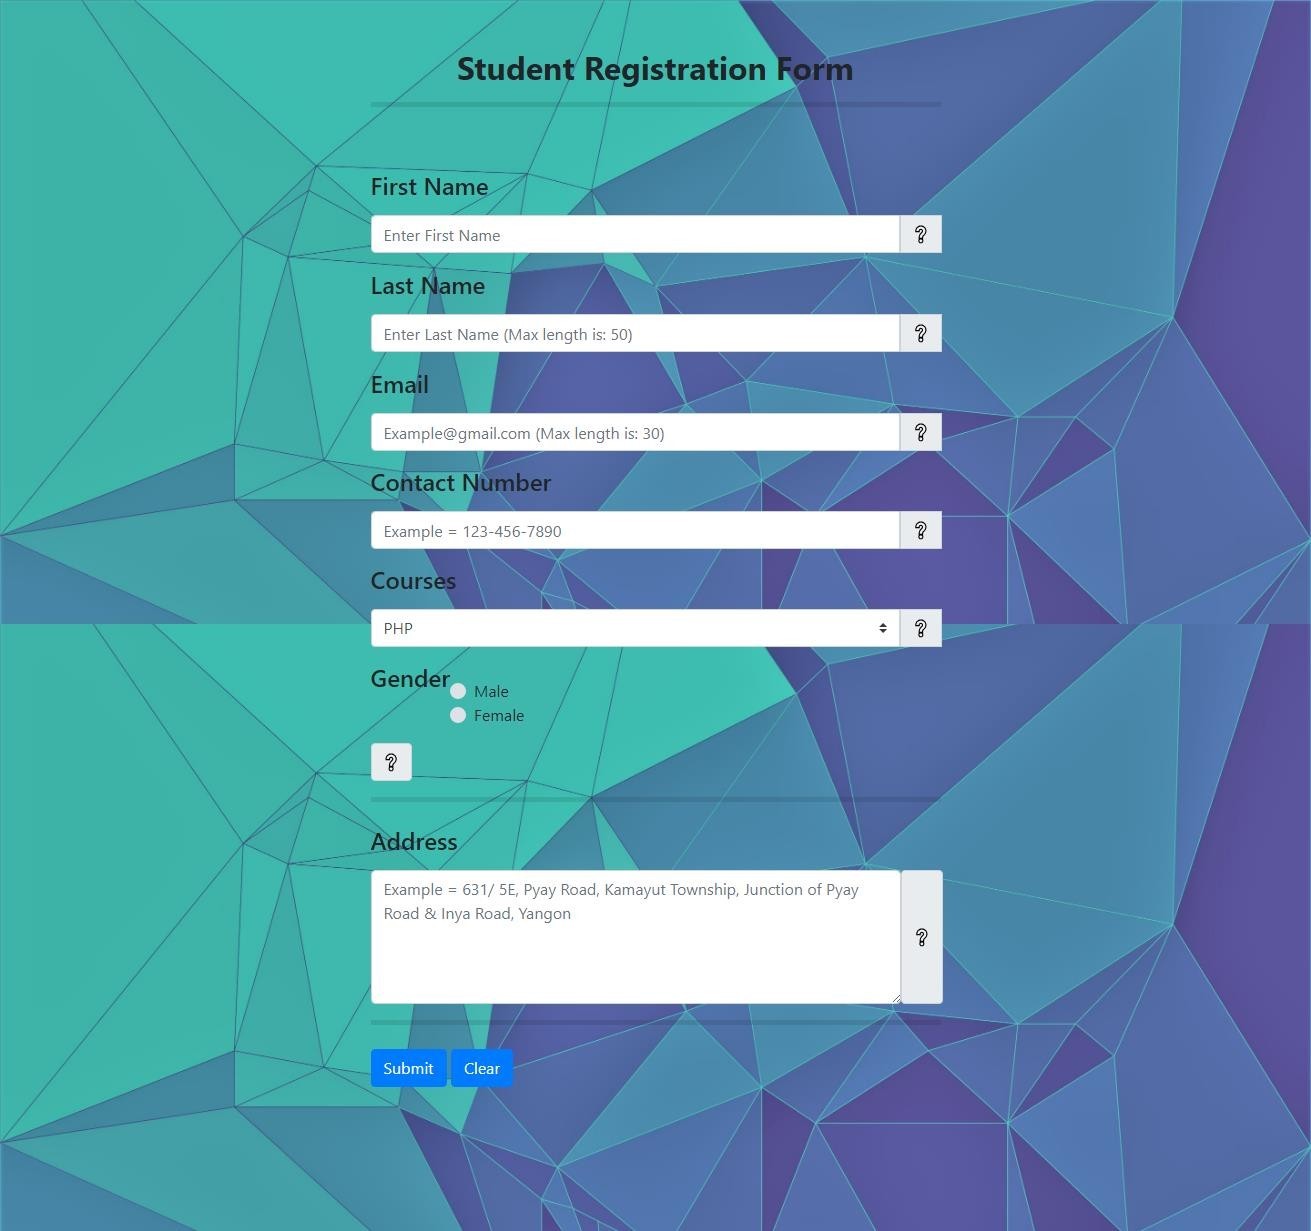 Student Registration Form
First Name
Enter First Name
?
Last Name
Enter Last Name (Max length is: 50)
?
Email
Example@gmail.com (Max length is: 30)
?
Contact Number
Example = 123-456-7890
?
Courses
PHP
?
Gender
Male
Female
?
Address
Example = 631/ 5E, Pyay Road, Kamayut Township, Junction of Pyay
Road & Inya Road, Yangon
?
Submit Clear